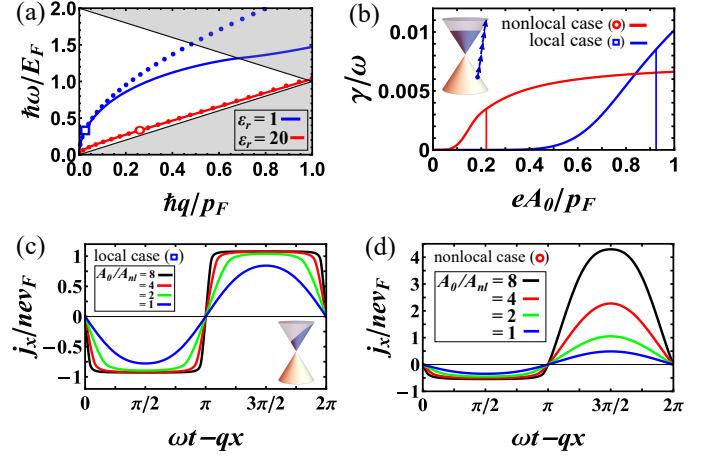 (a)
2.0
1.5
1.0
0.5
0.0
ħω/E_F
0.0 0.2 0.4 0.6 0.8 1.0
ħq/p_F
ε_r = 1
ε_r = 20
(b)
0.01
0.005
0
γ/ω
0 0.2 0.4 0.6 0.8 1
eA_0/p_F
nonlocal case (○)
local case (□)
(c)
local case (□)
A_0/A_nl = 8
= 4
= 2
= 1
1
0.5
0
-0.5
-1
j_x/nev_F
0 π/2 π 3π/2 2π
ωt−qx
(d)
nonlocal case (○)
A_0/A_nl = 8
= 4
= 2
= 1
4
3
2
1
0
-1
j_x/nev_F
0 π/2 π 3π/2 2π
ωt−qx